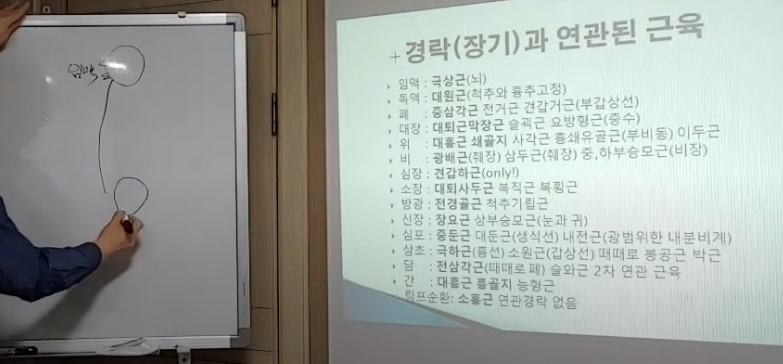 임맥
+ 경락(장기)과 연관된 근육
임맥 : 극상근(뇌)
독맥 : 대원근(척추와 흉추고정)
폐 : 중삼각근 전거근 견갑거근(부갑상선)
대장 : 대퇴근막장근 슬괵근 요방형근(중수)
위 : 대흉근 쇄골지 사각근 흉쇄유골근(부비동) 이두근
비 : 광배근(췌장) 삼두근(췌장) 중,하부승모근(비장)
심장 : 견갑하근(only!)
소장 : 대퇴사두근 복직근 복횡근
방광 : 전경골근 척추기립근
신장 : 장요근 상부승모근(눈과 귀)
심포 : 중둔근 대둔근(생식선) 내전근(광범위한 내분비계)
삼초 : 극하근(흉선) 소원근(갑상선) 때때로 봉공근 박근
담 : 전삼각근(때때로 폐) 슬와근 2차 연관 근육
간 : 대흉근 흉골지 능형근
림프순환: 소흉근 연관경락 없음